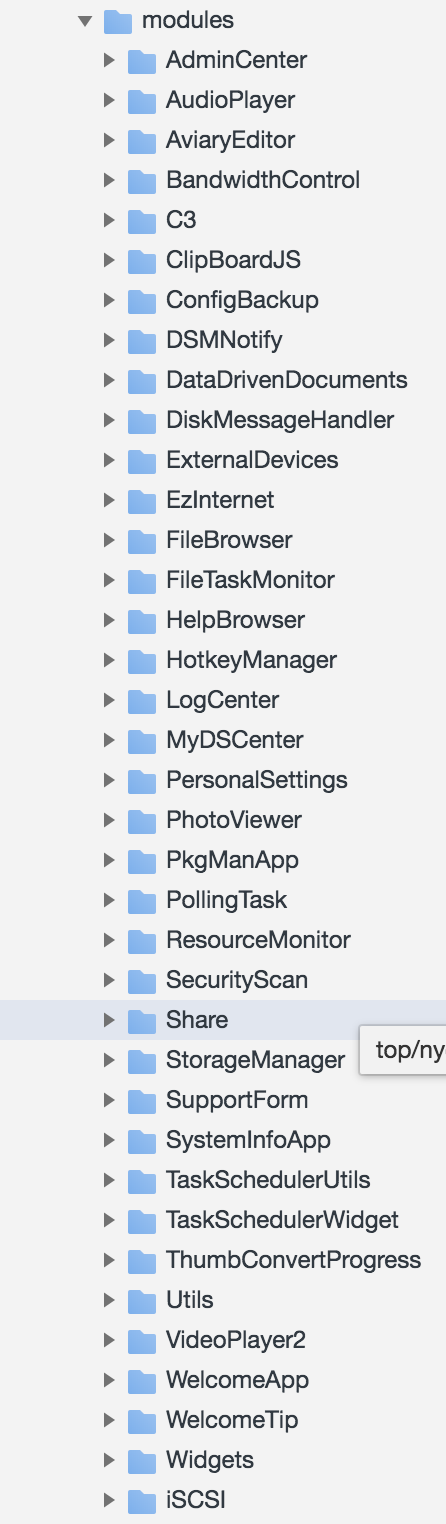 modules
AdminCenter
AudioPlayer
AviaryEditor
BandwidthControl
C3
ClipBoardJS
ConfigBackup
DSMNotify
DataDrivenDocuments
DiskMessageHandler
ExternalDevices
EzInternet
FileBrowser
FileTaskMonitor
HelpBrowser
HotkeyManager
LogCenter
MyDSCenter
PersonalSettings
PhotoViewer
PkgManApp
PollingTask
ResourceMonitor
SecurityScan
Share
top/ny
StorageManager
SupportForm
SystemInfoApp
TaskSchedulerUtils
TaskSchedulerWidget
ThumbConvertProgress
Utils
VideoPlayer2
WelcomeApp
WelcomeTip
Widgets
iSCSI